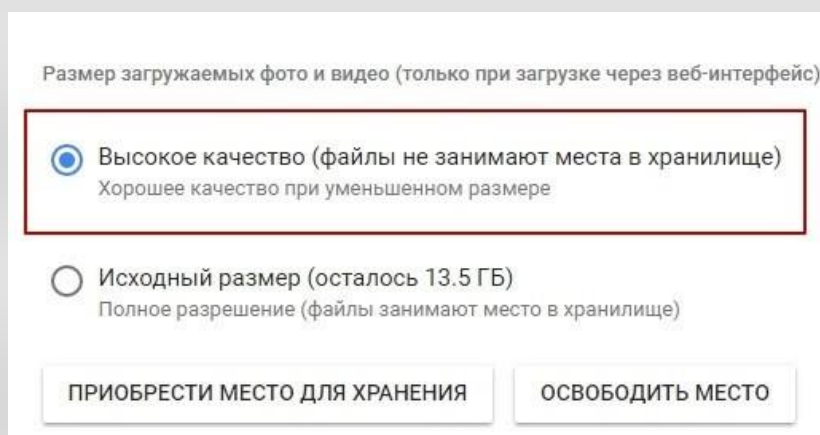 Размер загружаемых фото и видео (только при загрузке через веб-интерфейс)
Высокое качество (файлы не занимают места в хранилище)
Хорошее качество при уменьшенном размере
Исходный размер (осталось 13.5 ГБ)
Полное разрешение (файлы занимают место в хранилище)
ПРИОБРЕСТИ МЕСТО ДЛЯ ХРАНЕНИЯ ОСВОБОДИТЬ МЕСТО